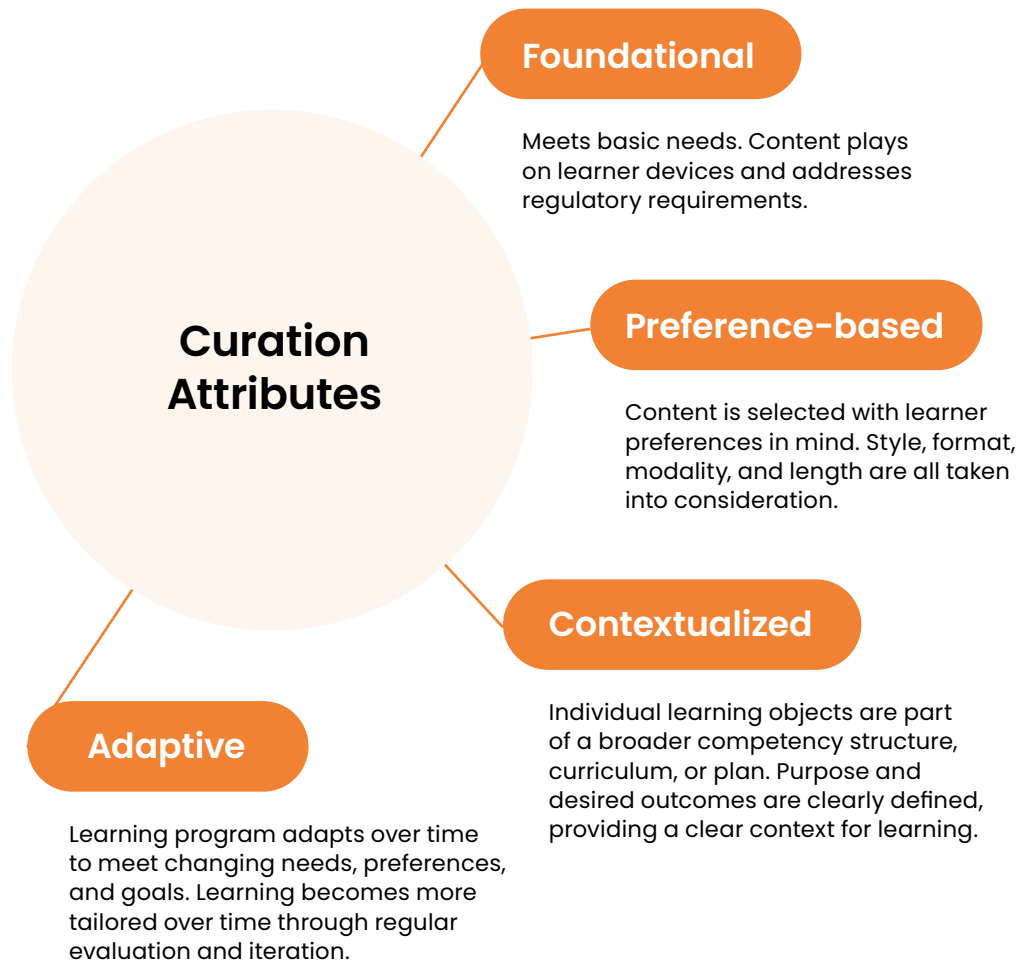 Foundational
Meets basic needs. Content plays
on learner devices and addresses
regulatory requirements.
Curation
Attributes
Preference-based
Content is selected with learner
preferences in mind. Style, format,
modality, and length are all taken
into consideration.
Contextualized
Individual learning objects are part
of a broader competency structure,
curriculum, or plan. Purpose and
desired outcomes are clearly defined,
providing a clear context for learning.
Adaptive
Learning program adapts over time
to meet changing needs, preferences,
and goals. Learning becomes more
tailored over time through regular
evaluation and iteration.